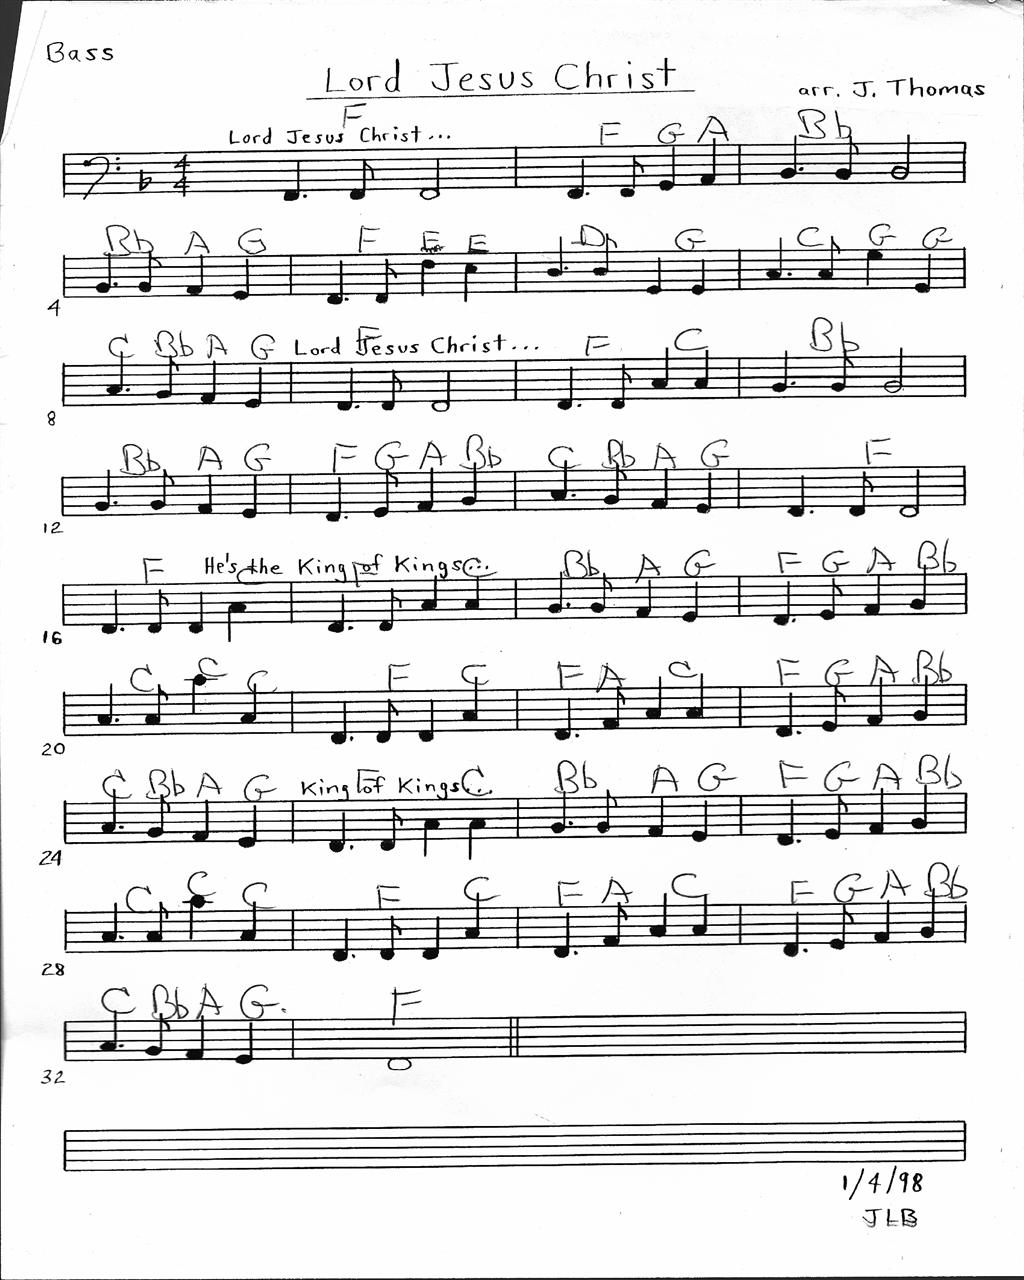 Bass
Lord Jesus Christ
arr. J. Thomas
F
Lord Jesus Christ...
F G A Bb
4 4
Bb A G F E E D G C G G
4
C Bb A G F F C Bb
Lord Jesus Christ...
8
Bb A G F G A Bb C Bb A G F
12
F C F C Bb A G F G A Bb
He's the King of Kings...
16
C C C F C F A C F G A Bb
20
C Bb A G F C Bb A G F G A Bb
King of Kings...
24
C C C F C F A C F G A Bb
28
C Bb A G. F
32
1/4/98
JLB